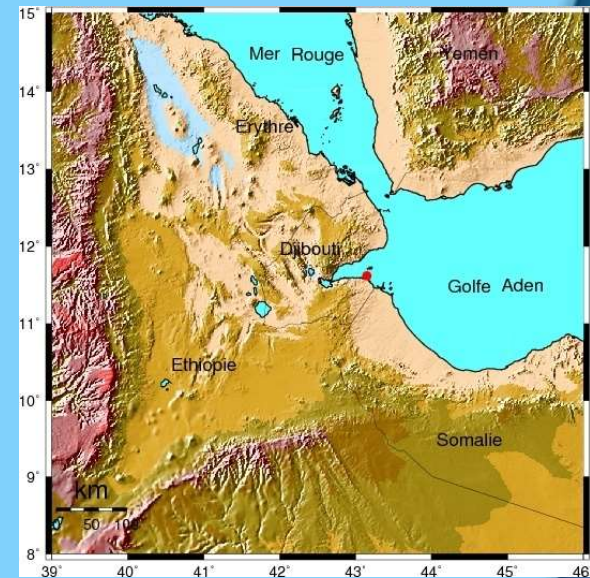 15°
Mer Rouge
Yemen
14°
Erythre
13°
12°
Djibouti
Golfe Aden
11°
Ethiopie
10°
Somalie
9°
km
50 100
8°
39° 40° 41° 42° 43° 44° 45° 46